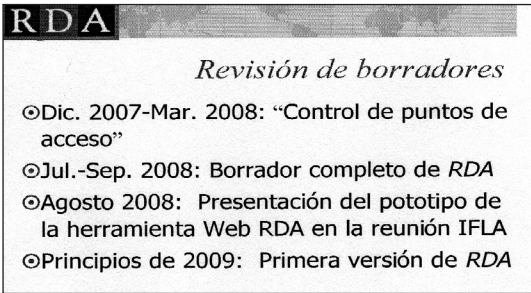 RDA
Revisión de borradores
⊙Dic. 2007-Mar. 2008: “Control de puntos de
acceso”
⊙Jul.-Sep. 2008: Borrador completo de RDA
⊙Agosto 2008: Presentación del pototipo de
la herramienta Web RDA en la reunión IFLA
⊙Principios de 2009: Primera versión de RDA